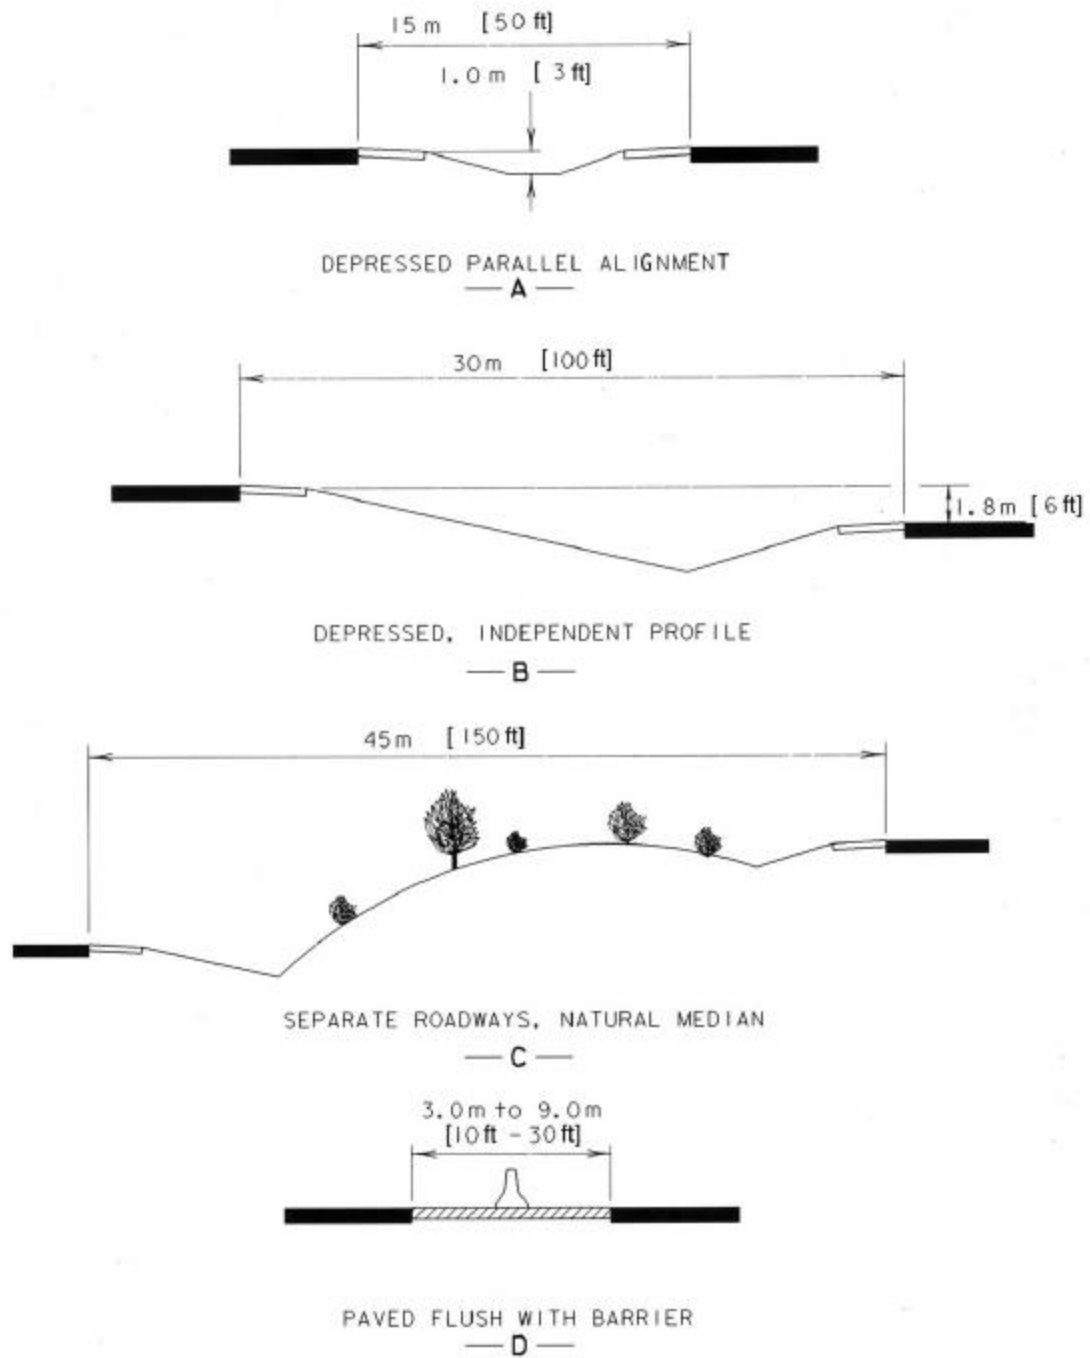 15 m [50 ft]
1.0 m [ 3 ft]
DEPRESSED PARALLEL ALIGNMENT
— A —
30 m [100 ft]
1.8 m [6 ft]
DEPRESSED, INDEPENDENT PROFILE
— B —
45 m [150 ft]
SEPARATE ROADWAYS, NATURAL MEDIAN
— C —
3.0 m to 9.0 m
[10 ft - 30 ft]
PAVED FLUSH WITH BARRIER
— D —